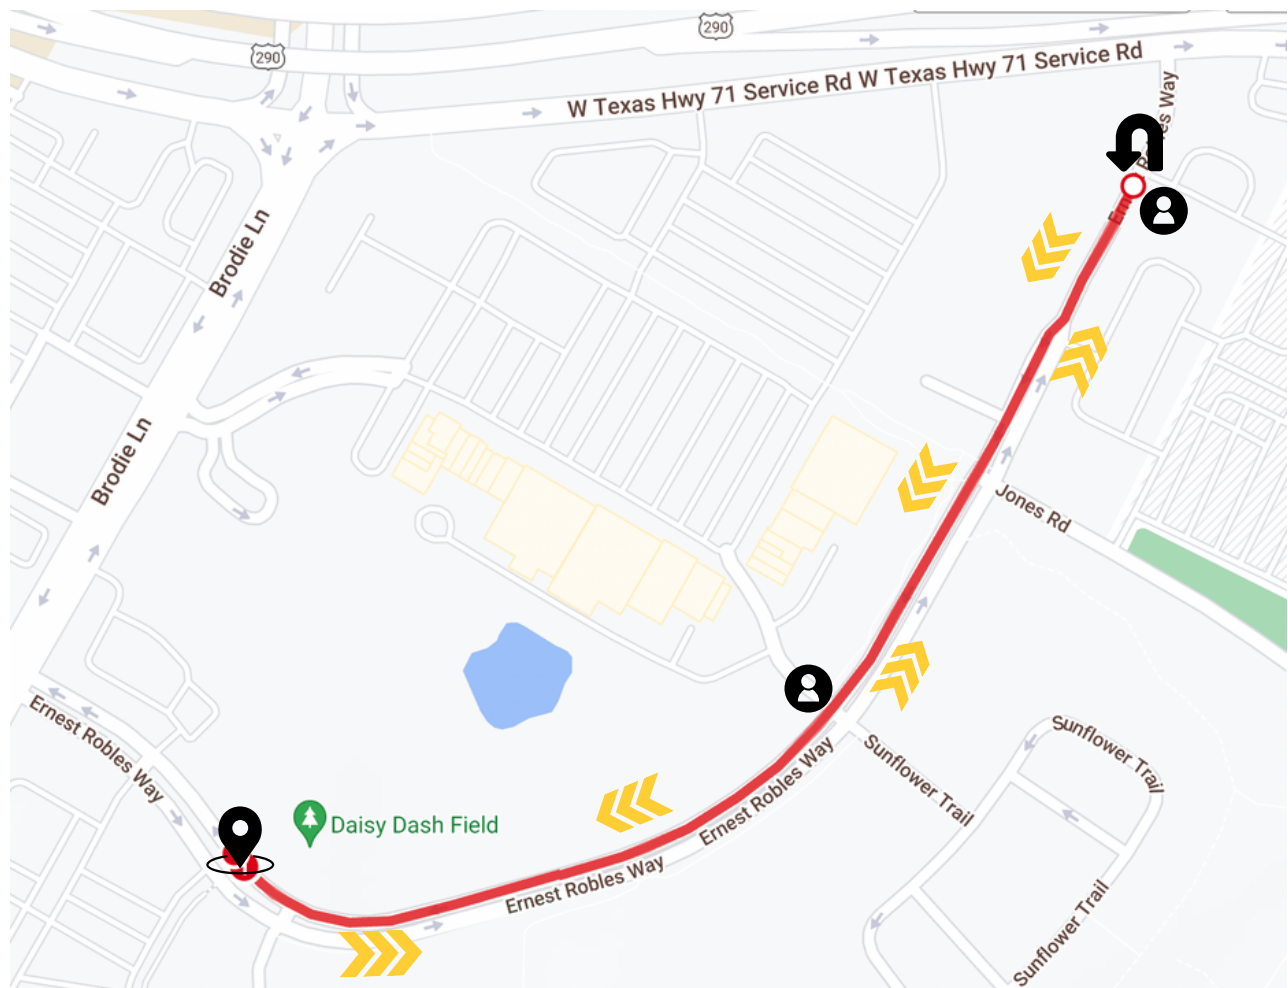 290
290
W Texas Hwy 71 Service Rd W Texas Hwy 71 Service Rd
Way
Brodie Ln
Brodie Ln
Jones Rd
Ernest Robles Way
Daisy Dash Field
Ernest Robles Way
Ernest Robles Way
Sunflower Trail
Sunflower Trail
Sunflower Trail